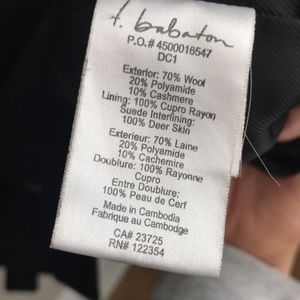 f. babaton
P.O.# 4500016547
DC1
Exterior: 70% Wool
20% Polyamide
10% Cashmere
Lining: 100% Cupro Rayon
Suede Interlining:
100% Deer Skin
Exterieur: 70% Laine
20% Polyamide
10% Cachemire
Doublure; 100% Rayonne
Cupro
Entre Doublure;
100% Peau de Cerf
Made in Cambodia
Fabrique au Cambodge
CA# 23725
RN# 122354